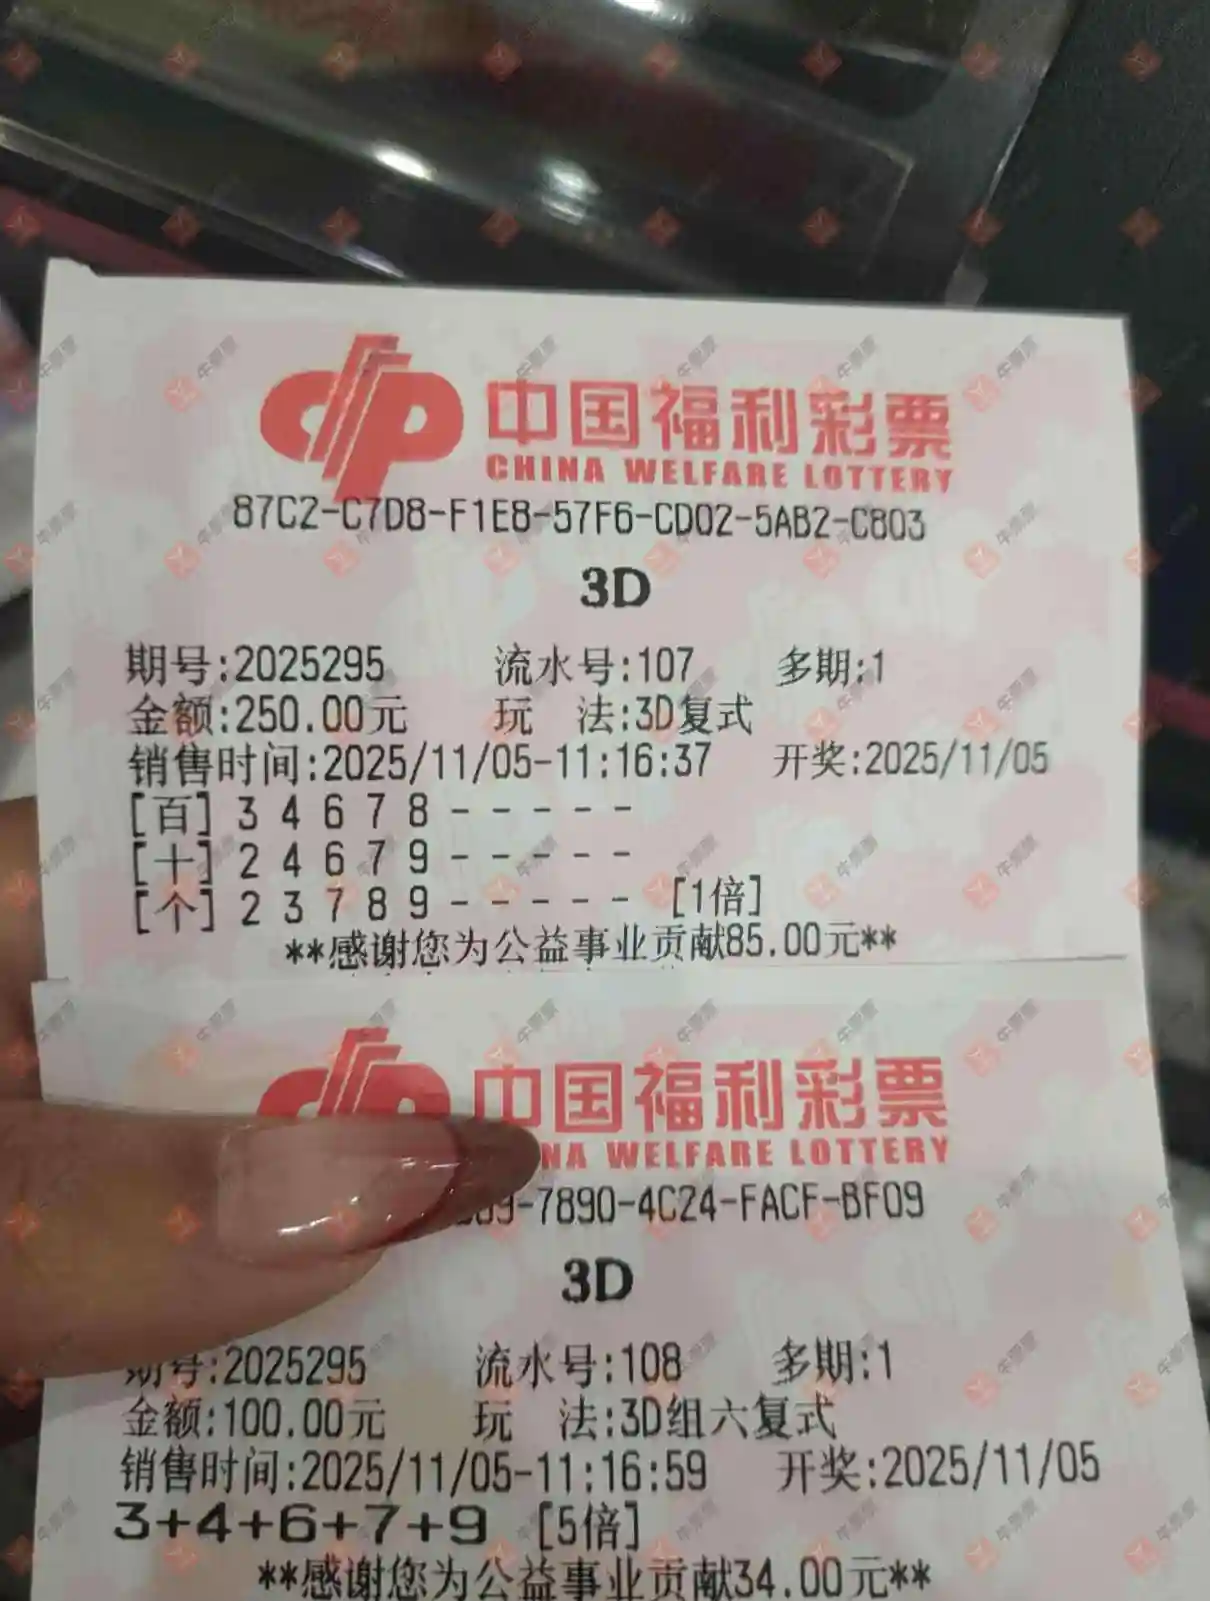 中国福利彩票
CHINA WELFARE LOTTERY
87C2-C7D8-F1E8-57F6-CD02-5AB2-C803
3D
期号:2025295 流水号:107 多期:1
金额:250.00元 玩 法:3D复式
销售时间:2025/11/05-11:16:37 开奖:2025/11/05
[百] 3 4 6 7 8 - - - - -
[十] 2 4 6 7 9 - - - - -
[个] 2 3 7 8 9 - - - - - [1倍]
**感谢您为公益事业贡献85.00元**
中国福利彩票
NA WELFARE LOTTERY
-7890-4C24-FACF-BF09
3D
期号:2025295 流水号:108 多期:1
金额:100.00元 玩 法:3D组六复式
销售时间:2025/11/05-11:16:59 开奖:2025/11/05
3+4+6+7+9 [5倍]
**感谢您为公益事业贡献34.00元**